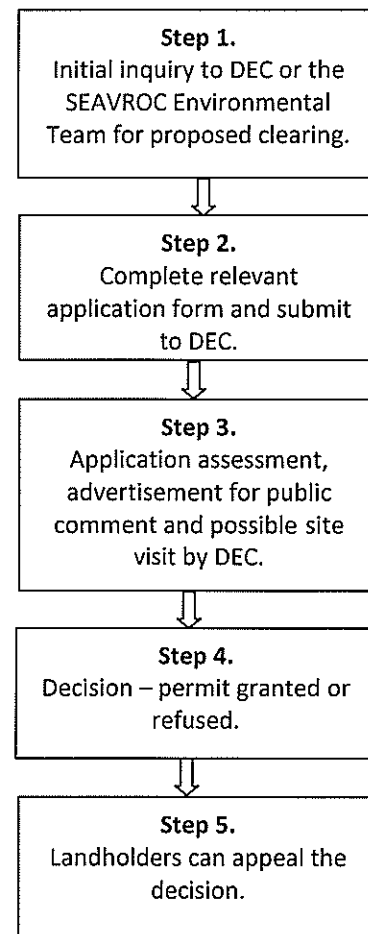 Step 1.
Initial inquiry to DEC or the
SEAVROC Environmental
Team for proposed clearing.
Step 2.
Complete relevant
application form and submit
to DEC.
Step 3.
Application assessment,
advertisement for public
comment and possible site
visit by DEC.
Step 4.
Decision – permit granted or
refused.
Step 5.
Landholders can appeal the
decision.